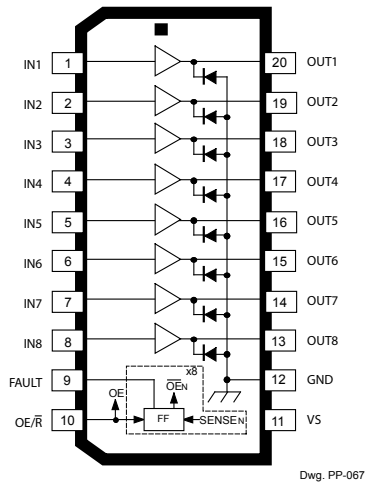 IN1 1 20 OUT1
IN2 2 19 OUT2
IN3 3 18 OUT3
IN4 4 17 OUT4
IN5 5 16 OUT5
IN6 6 15 OUT6
IN7 7 14 OUT7
IN8 8 13 OUT8
x8
FAULT 9 12 GND
OE O̅E̅N
OE/R̅ 10 FF SENSEN 11 VS
Dwg. PP-067